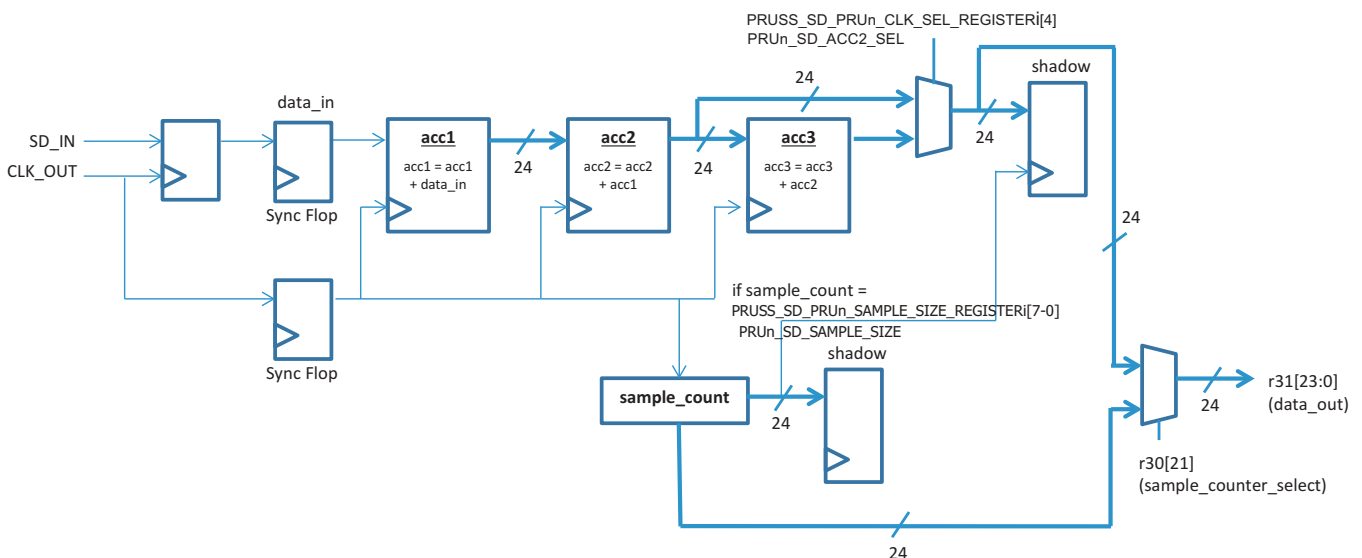 PRUSS_SD_PRUn_CLK_SEL_REGISTERi[4]
PRUn_SD_ACC2_SEL
24
24
shadow
data_in
SD_IN
CLK_OUT
acc1
acc1 = acc1
+ data_in
24
acc2
acc2 = acc2
+ acc1
24
acc3
acc3 = acc3
+ acc2
24
Sync Flop
24
if sample_count =
PRUSS_SD_PRUn_SAMPLE_SIZE_REGISTERi[7-0]
PRUn_SD_SAMPLE_SIZE
shadow
Sync Flop
sample_count
24
24
r31[23:0]
(data_out)
r30[21]
(sample_counter_select)
24